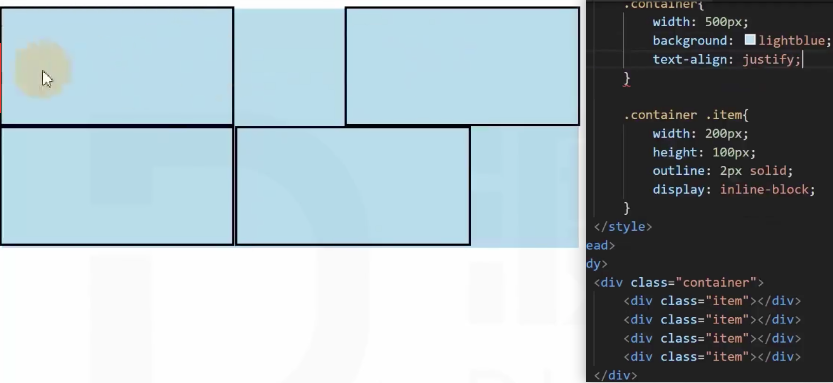 .container{
width: 500px;
background: lightblue;
text-align: justify;
}
.container .item{
width: 200px;
height: 100px;
outline: 2px solid;
display: inline-block;
}
</style>
ead>
dy>
<div class="container">
<div class="item"></div>
<div class="item"></div>
<div class="item"></div>
<div class="item"></div>
</div>